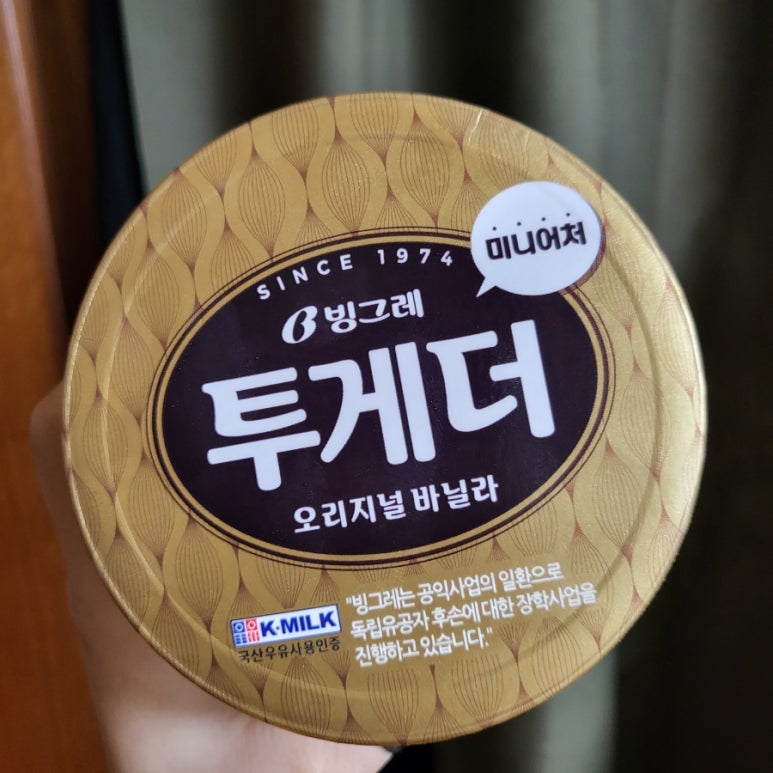 SINCE 1974
미니어처
빙그레
투게더
오리지널 바닐라
K·MILK
국산우유사용인증
"빙그레는 공익사업의 일환으로
독립유공자 후손에 대한 장학사업을
진행하고 있습니다."